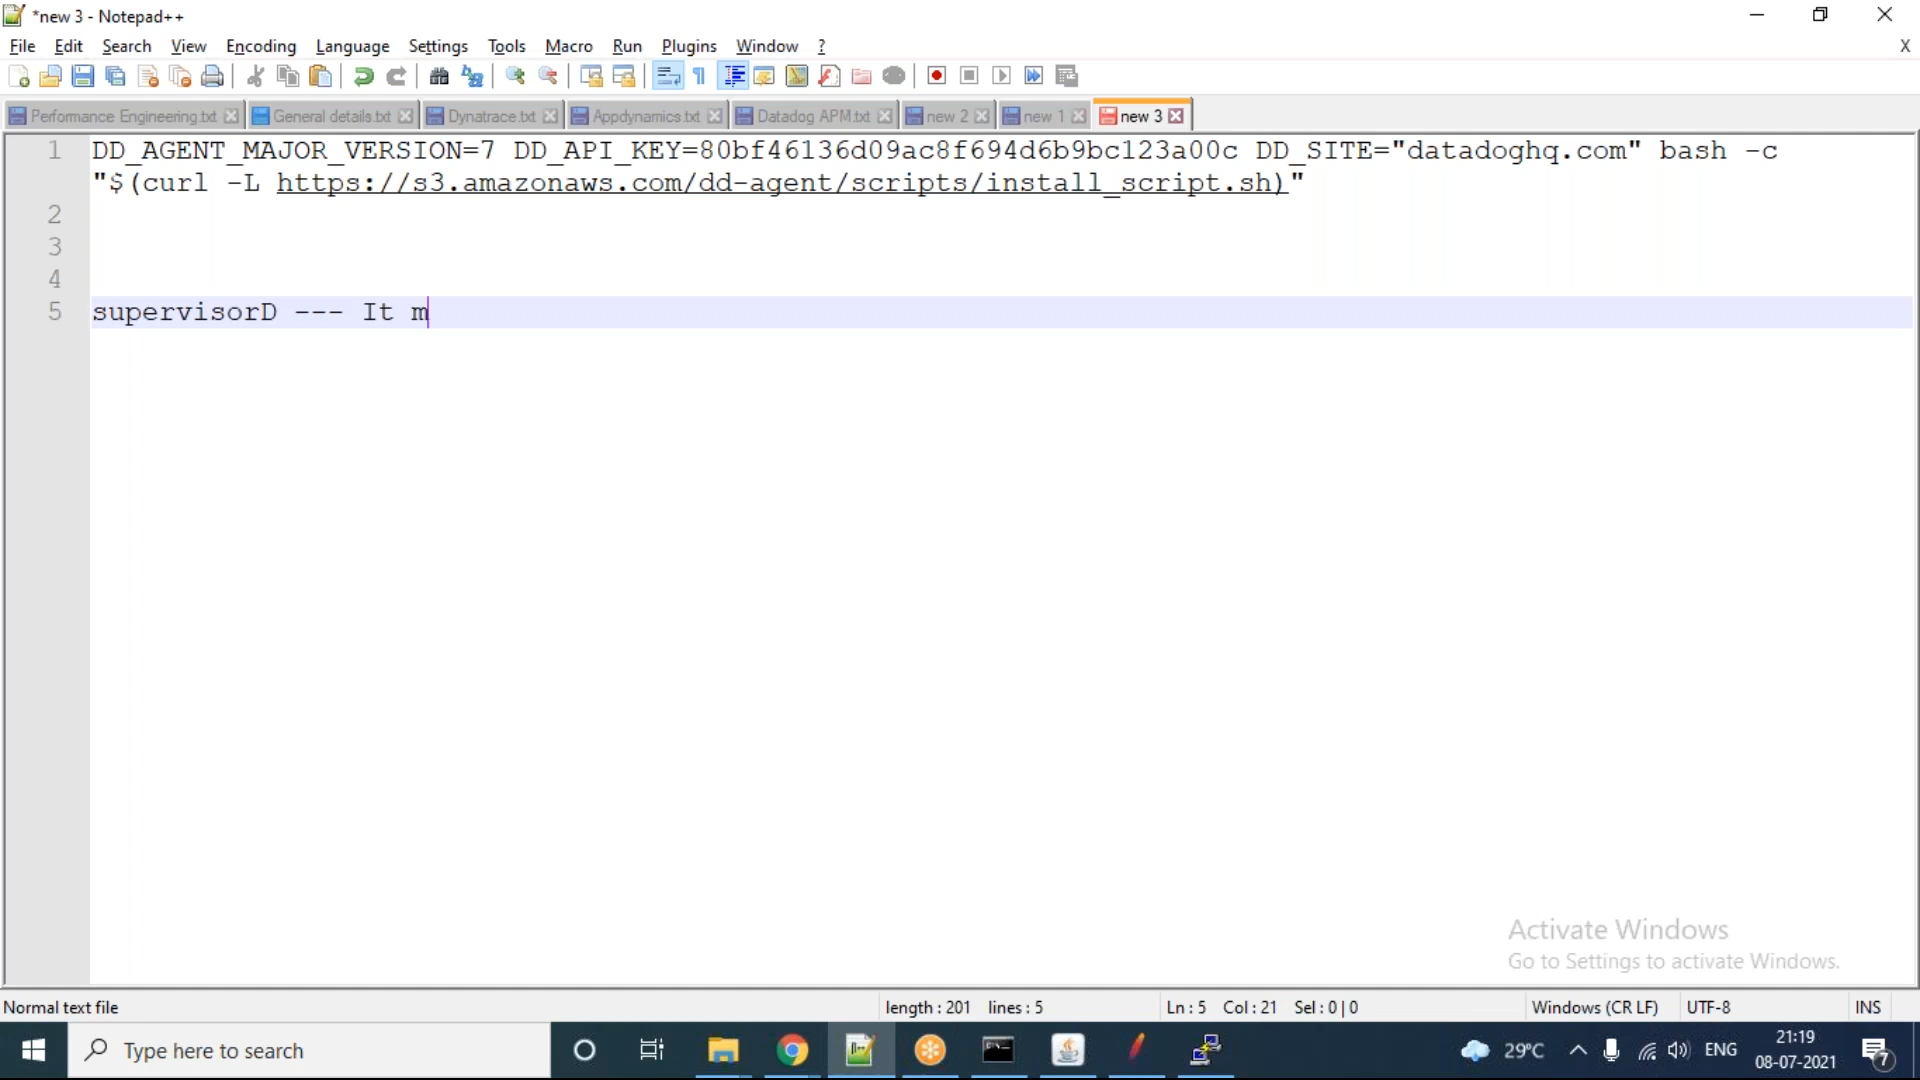 *new 3 - Notepad++
File Edit Search View Encoding Language Settings Tools Macro Run Plugins Window ? X
Performance Engineering.txt General details.txt Dynatrace.txt Appdynamics.txt Datadog APM.txt new 2 new 1 new 3
1 DD_AGENT_MAJOR_VERSION=7 DD_API_KEY=80bf46136d09ac8f694d6b9bc123a00c DD_SITE="datadoghq.com" bash -c
"$(curl -L https://s3.amazonaws.com/dd-agent/scripts/install_script.sh)"
2
3
4
5 supervisorD --- It m
Activate Windows
Go to Settings to activate Windows.
Normal text file length : 201 lines : 5 Ln : 5 Col : 21 Sel : 0 | 0 Windows (CR LF) UTF-8 INS
Type here to search 29°C ENG 21:19
08-07-2021 7